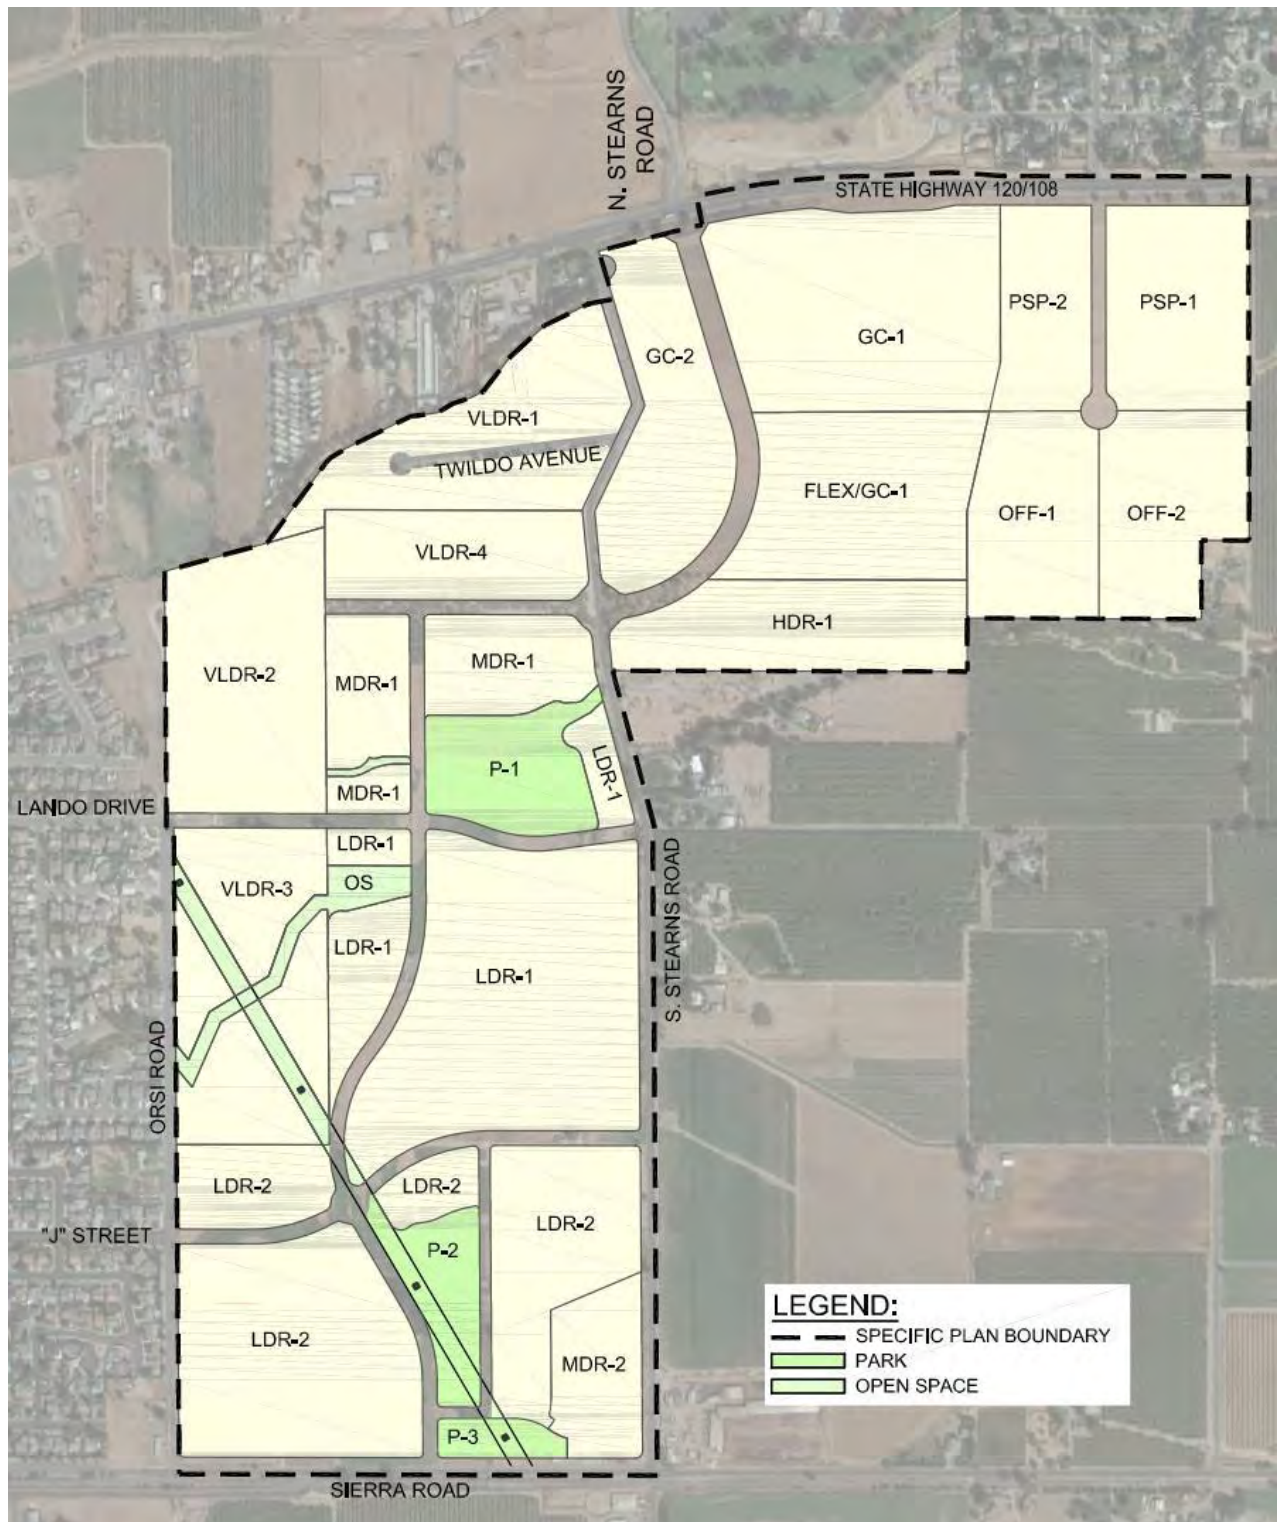 N. STEARNS
ROAD
STATE HIGHWAY 120/108
PSP-2
PSP-1
GC-1
GC-2
VLDR-1
TWILDO AVENUE
FLEX/GC-1
OFF-1
OFF-2
VLDR-4
HDR-1
MDR-1
VLDR-2
MDR-1
P-1
LDR-1
MDR-1
LANDO DRIVE
LDR-1
VLDR-3
OS
LDR-1
LDR-1
S. STEARNS ROAD
ORSI ROAD
LDR-2
LDR-2
LDR-2
"J" STREET
P-2
LDR-2
MDR-2
P-3
SIERRA ROAD
LEGEND:
SPECIFIC PLAN BOUNDARY
PARK
OPEN SPACE